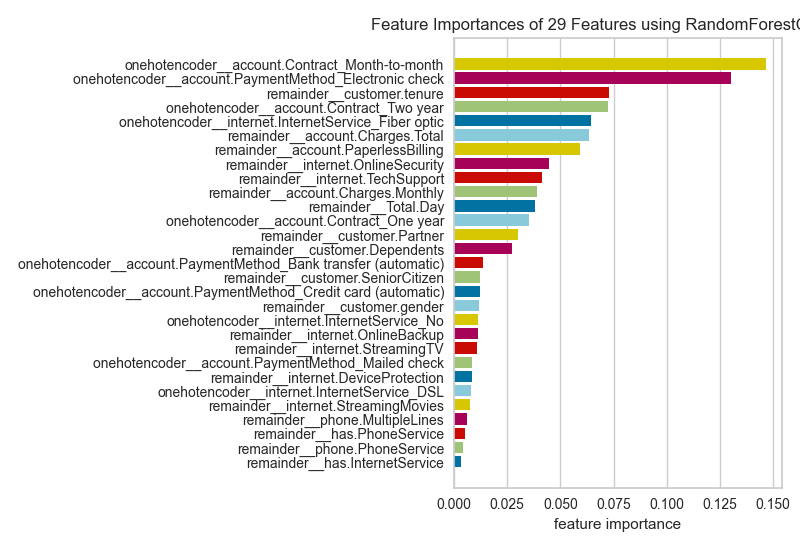 Feature Importances of 29 Features using RandomForestC
onehotencoder__account.Contract_Month-to-month
onehotencoder__account.PaymentMethod_Electronic check
remainder__customer.tenure
onehotencoder__account.Contract_Two year
onehotencoder__internet.InternetService_Fiber optic
remainder__account.Charges.Total
remainder__account.PaperlessBilling
remainder__internet.OnlineSecurity
remainder__internet.TechSupport
remainder__account.Charges.Monthly
remainder__Total.Day
onehotencoder__account.Contract_One year
remainder__customer.Partner
remainder__customer.Dependents
onehotencoder__account.PaymentMethod_Bank transfer (automatic)
remainder__customer.SeniorCitizen
onehotencoder__account.PaymentMethod_Credit card (automatic)
remainder__customer.gender
onehotencoder__internet.InternetService_No
remainder__internet.OnlineBackup
remainder__internet.StreamingTV
onehotencoder__account.PaymentMethod_Mailed check
remainder__internet.DeviceProtection
onehotencoder__internet.InternetService_DSL
remainder__internet.StreamingMovies
remainder__phone.MultipleLines
remainder__has.PhoneService
remainder__phone.PhoneService
remainder__has.InternetService
0.000 0.025 0.050 0.075 0.100 0.125 0.150
feature importance